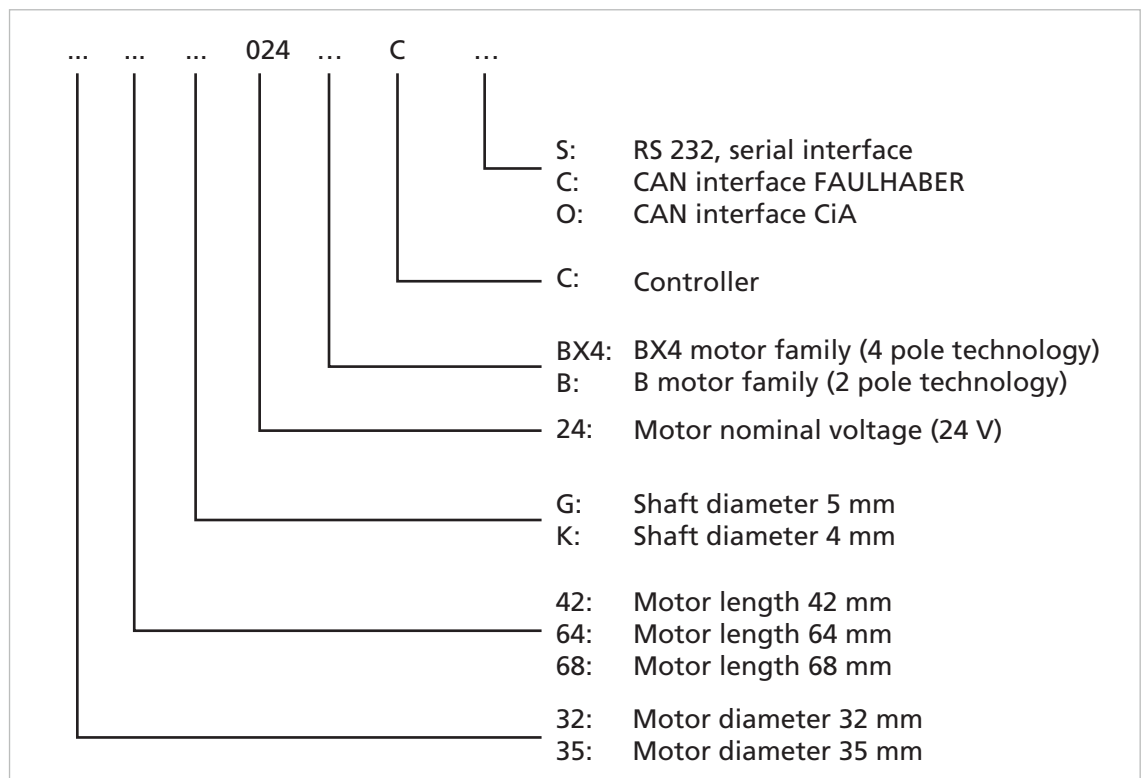 ... ... ... 024 ... C ...
S: RS 232, serial interface
C: CAN interface FAULHABER
O: CAN interface CiA
C: Controller
BX4: BX4 motor family (4 pole technology)
B: B motor family (2 pole technology)
24: Motor nominal voltage (24 V)
G: Shaft diameter 5 mm
K: Shaft diameter 4 mm
42: Motor length 42 mm
64: Motor length 64 mm
68: Motor length 68 mm
32: Motor diameter 32 mm
35: Motor diameter 35 mm